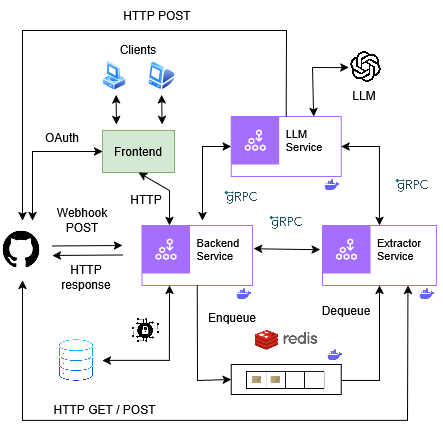 HTTP POST
Clients
LLM
OAuth
Frontend
LLM
Service
HTTP
gRPC
gRPC
Webhook
POST
gRPC
HTTP
response
Backend
Service
Extractor
Service
Enqueue
Dequeue
redis
HTTP GET / POST